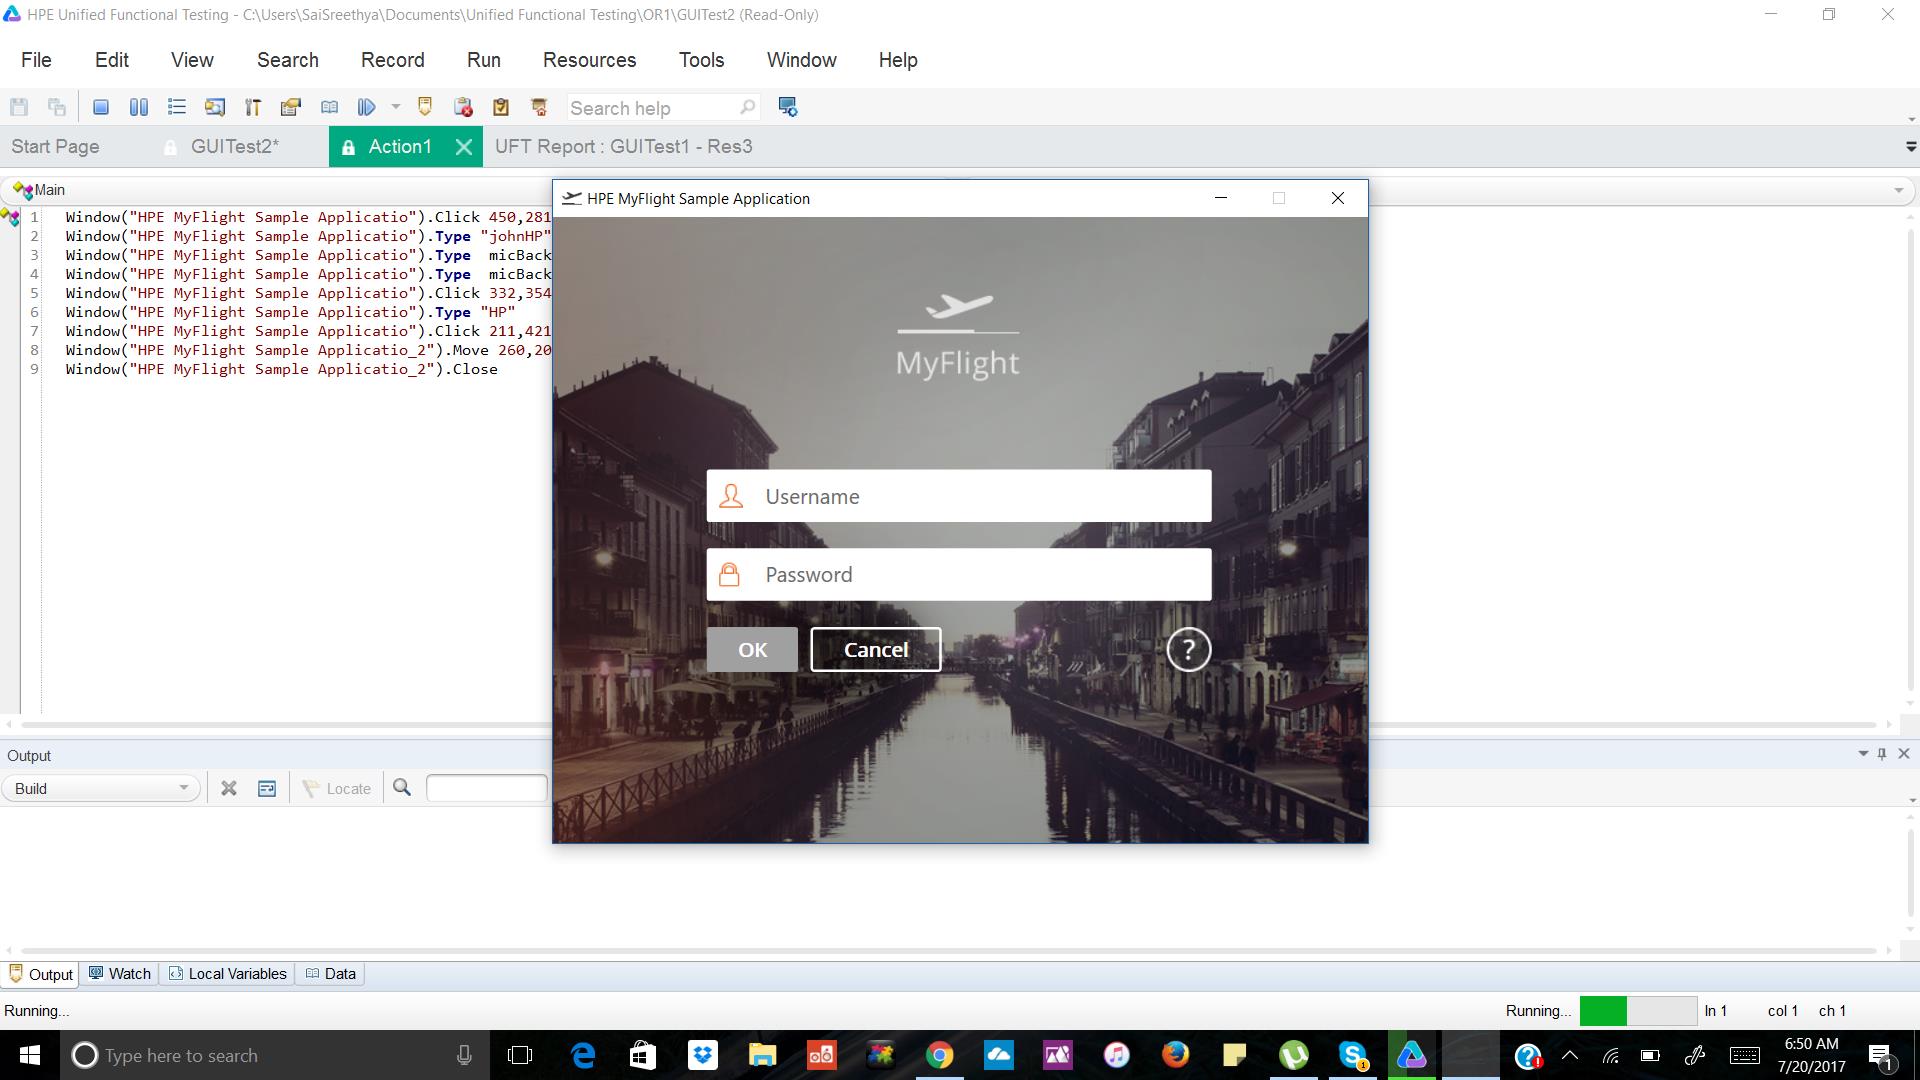 HPE Unified Functional Testing - C:\Users\SaiSreethya\Documents\Unified Functional Testing\OR1\GUITest2 (Read-Only)
File Edit View Search Record Run Resources Tools Window Help
Search help
Start Page GUITest2* Action1 UFT Report : GUITest1 - Res3
Main
1 Window("HPE MyFlight Sample Applicatio").Click 450,281
2 Window("HPE MyFlight Sample Applicatio").Type "johnHP"
3 Window("HPE MyFlight Sample Applicatio").Type micBack
4 Window("HPE MyFlight Sample Applicatio").Type micBack
5 Window("HPE MyFlight Sample Applicatio").Click 332,354
6 Window("HPE MyFlight Sample Applicatio").Type "HP"
7 Window("HPE MyFlight Sample Applicatio").Click 211,421
8 Window("HPE MyFlight Sample Applicatio_2").Move 260,20
9 Window("HPE MyFlight Sample Applicatio_2").Close
HPE MyFlight Sample Application
MyFlight
Username
Password
OK Cancel ?
Output
Build Locate
Output Watch Local Variables Data
Running... Running... ln 1 col 1 ch 1
Type here to search
6:50 AM
7/20/2017
1
1